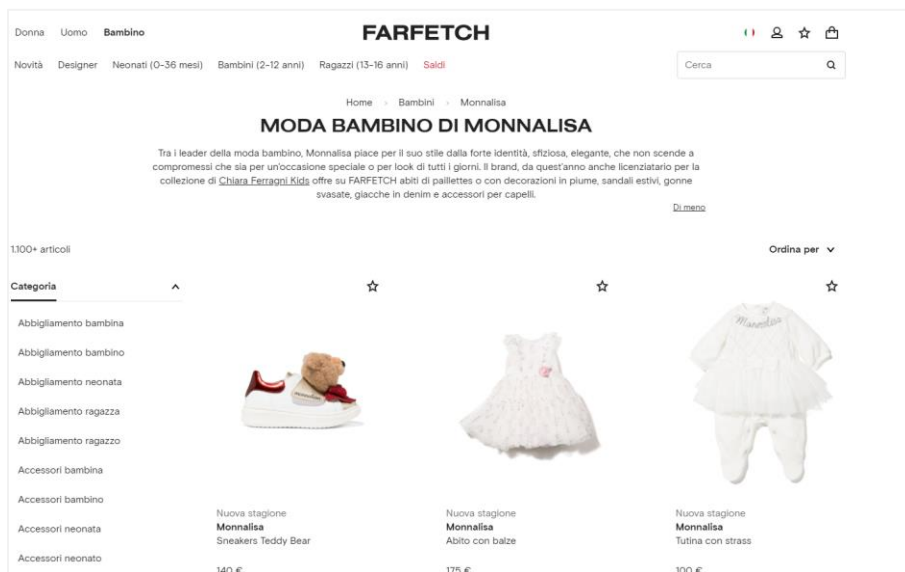 Donna Uomo Bambino
FARFETCH
Novità Designer Neonati (0-36 mesi) Bambini (2-12 anni) Ragazzi (13-16 anni) Saldi
Cerca
Home › Bambini › Monnalisa
MODA BAMBINO DI MONNALISA
Tra i leader della moda bambino, Monnalisa piace per il suo stile dalla forte identità, sfiziosa, elegante, che non scende a
compromessi che sia per un'occasione speciale o per look di tutti i giorni. Il brand, da quest'anno anche licenziatario per la
collezione di Chiara Ferragni Kids offre su FARFETCH abiti di paillettes o con decorazioni in piume, sandali estivi, gonne
svasate, giacche in denim e accessori per capelli.
Di meno
1.100+ articoli
Ordina per
Categoria
Abbigliamento bambina
Abbigliamento bambino
Abbigliamento neonata
Abbigliamento ragazza
Abbigliamento ragazzo
Accessori bambina
Accessori bambino
Accessori neonata
Accessori neonato
Monnalisa
Nuova stagione
Monnalisa
Sneakers Teddy Bear
140 €
Nuova stagione
Monnalisa
Abito con balze
175 €
Nuova stagione
Monnalisa
Tutina con strass
100 €